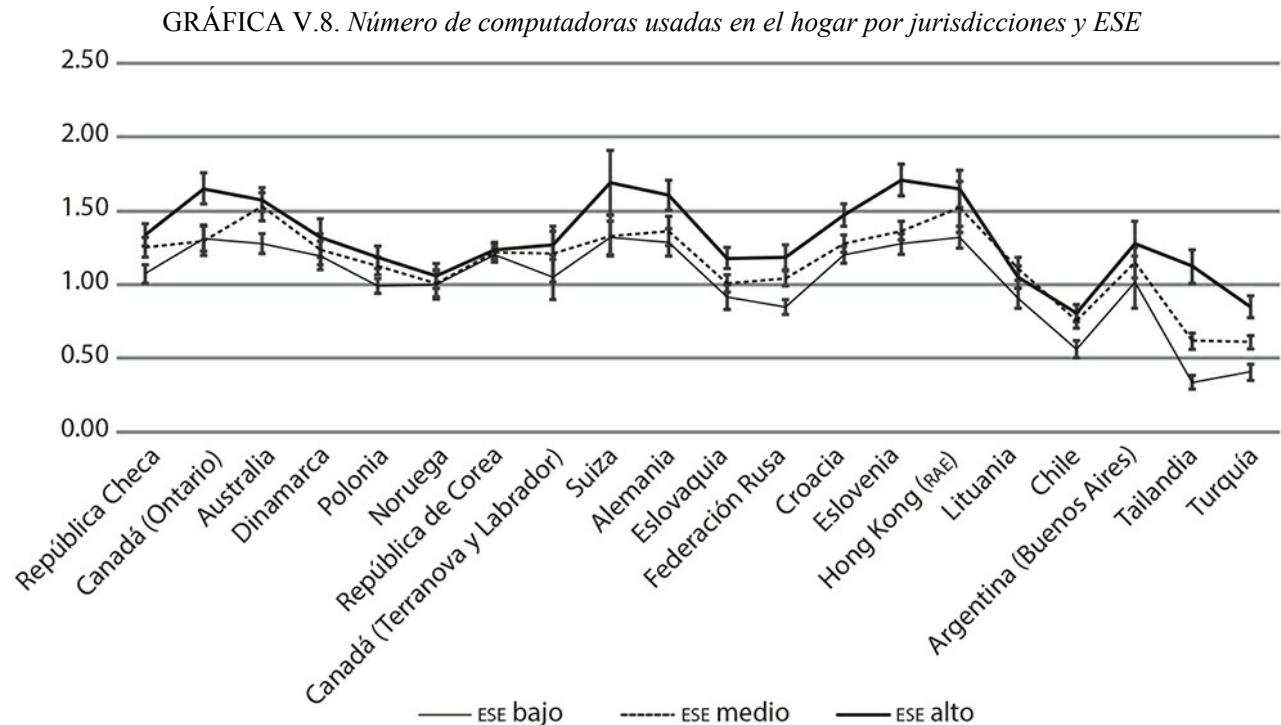 GRÁFICA V.8. Número de computadoras usadas en el hogar por jurisdicciones y ESE
2.50
2.00
1.50
1.00
0.50
0.00
República Checa
Canadá (Ontario)
Australia
Dinamarca
Polonia
Noruega
República de Corea
Canadá (Terranova y Labrador)
Suiza
Alemania
Eslovaquia
Federación Rusa
Croacia
Eslovenia
Hong Kong (RAE)
Lituania
Chile
Argentina (Buenos Aires)
Tailandia
Turquía
ESE bajo ESE medio ESE alto